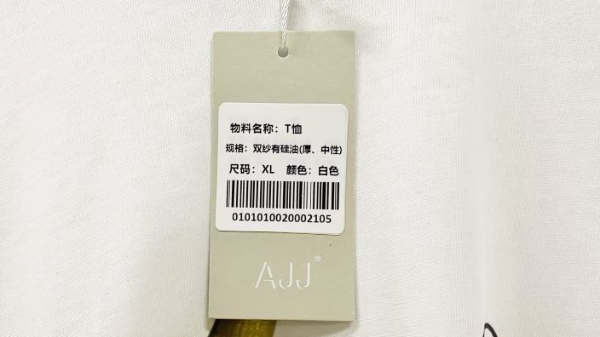 物料名称：T恤
规格：双纱有硅油(厚、中性)
尺码：XL 颜色：白色
0101010020002105
AJJ®